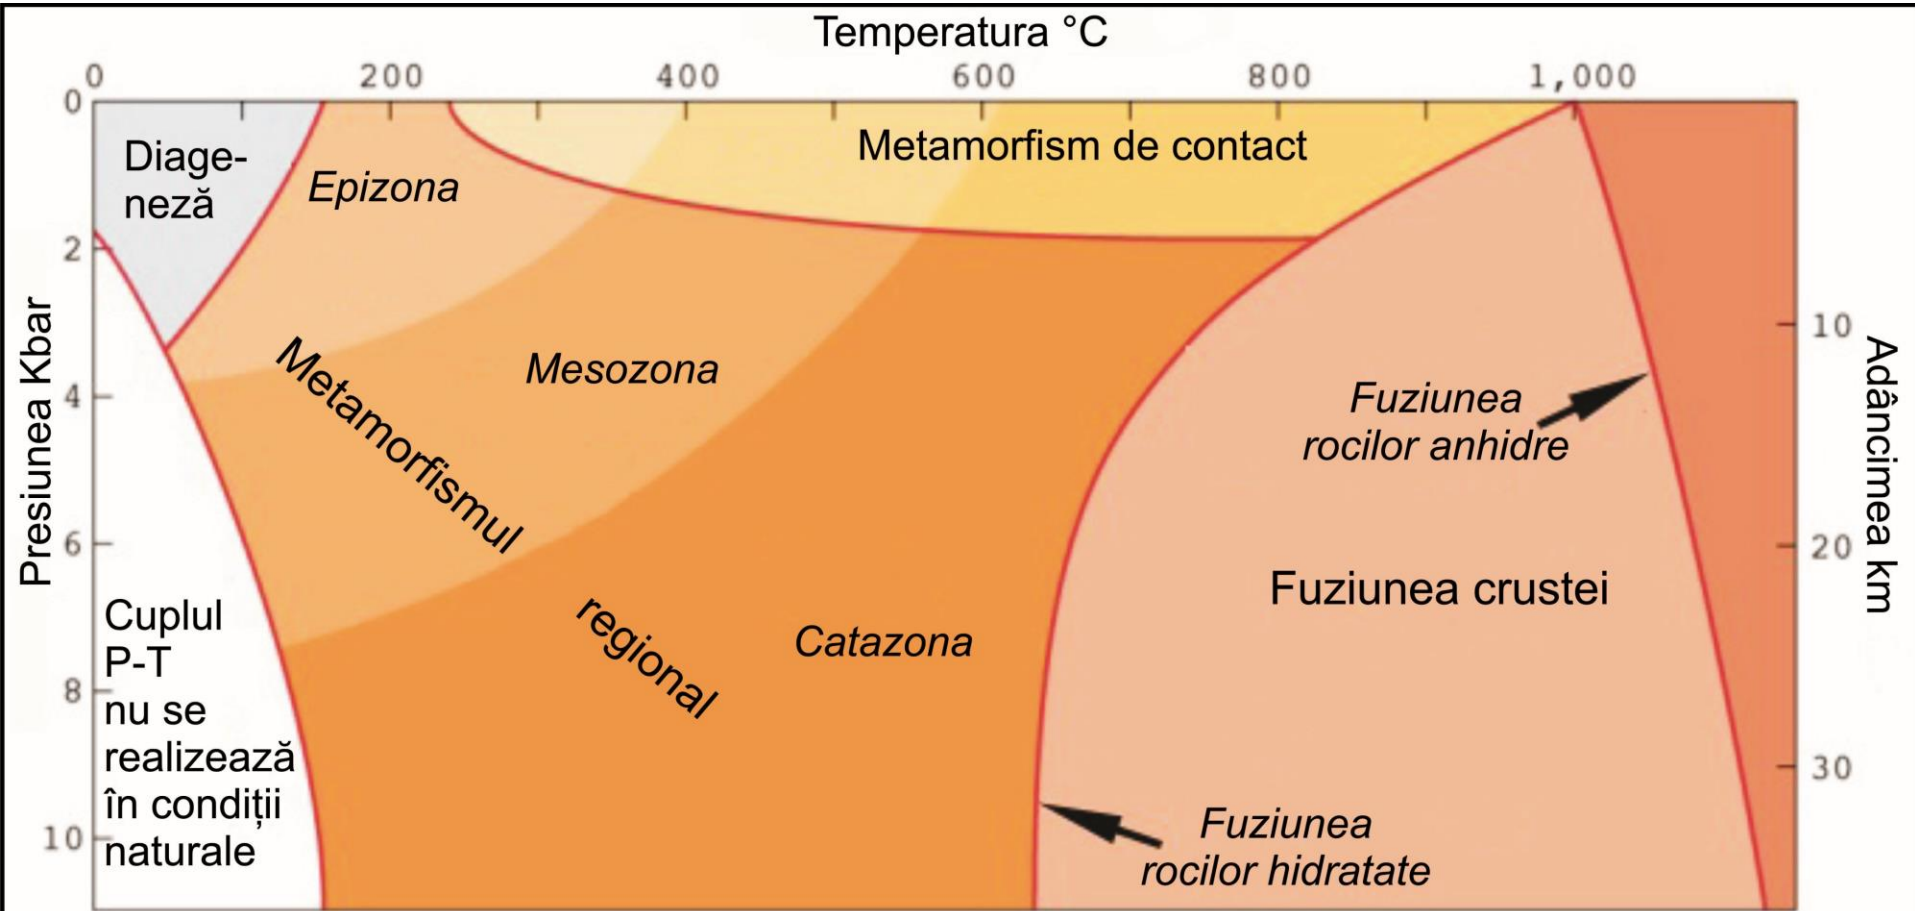 Temperatura °C
0 200 400 600 800 1,000
0
2
4
6
8
10
Presiunea Kbar
10
20
30
Adâncimea km
Diage-
neză
Epizona
Metamorfism de contact
Mesozona
Metamorfismul
regional
Catazona
Fuziunea
rocilor anhidre
Fuziunea crustei
Cuplul
P-T
nu se
realizează
în condiții
naturale
Fuziunea
rocilor hidratate